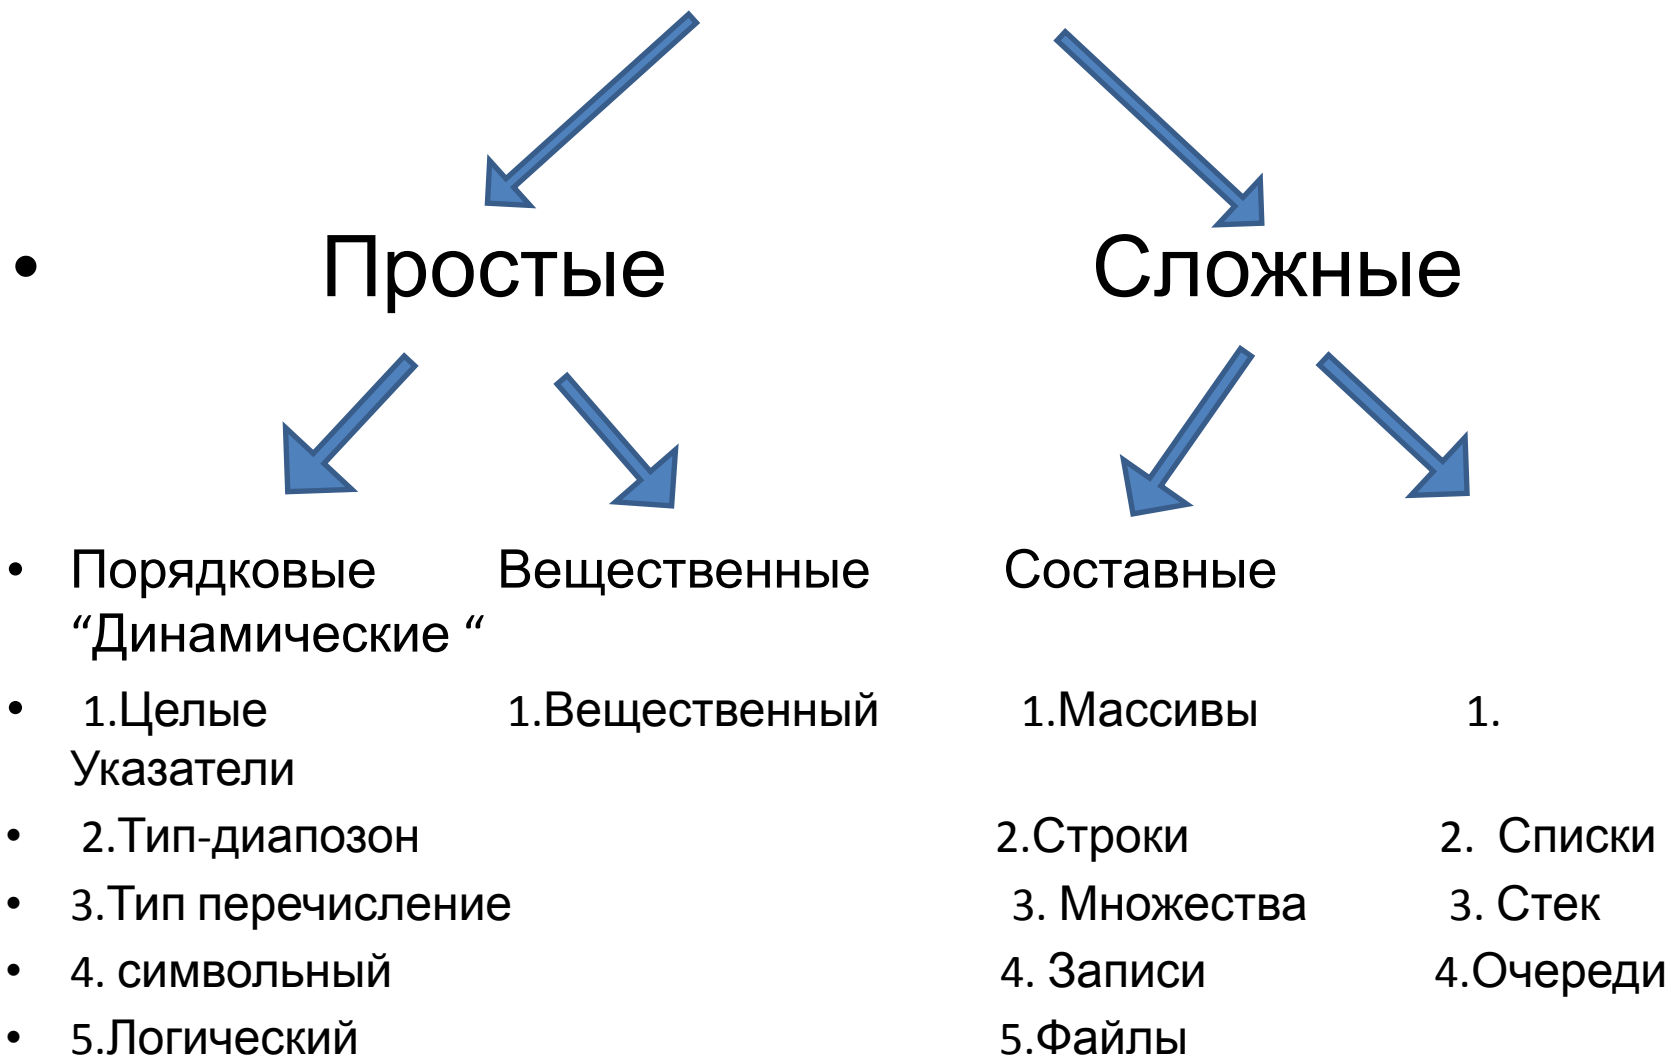 • Простые Сложные
• Порядковые Вещественные Составные
“Динамические “
• 1.Целые 1.Вещественный 1.Массивы 1.
Указатели
• 2.Тип-диапозон 2.Строки 2. Списки
• 3.Тип перечисление 3. Множества 3. Стек
• 4. символьный 4. Записи 4.Очереди
• 5.Логический 5.Файлы